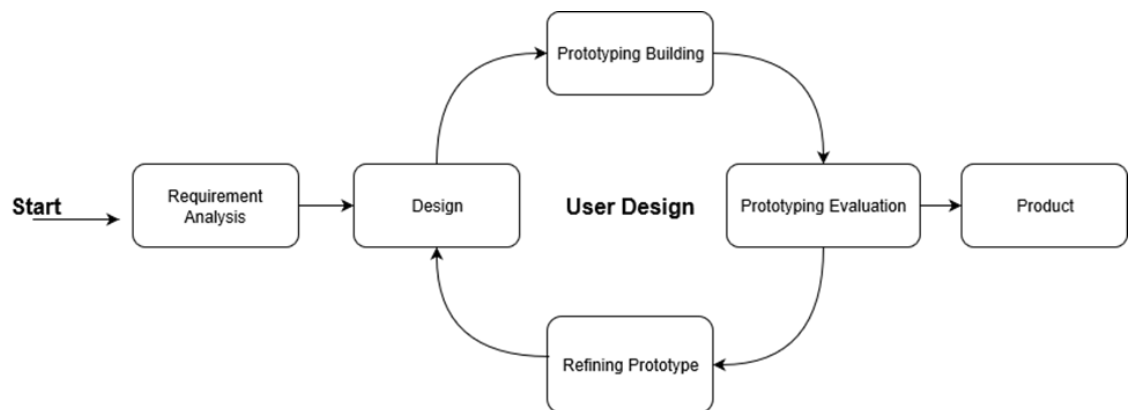 Prototyping Building
Start
Requirement
Analysis
Design
User Design
Prototyping Evaluation
Product
Refining Prototype